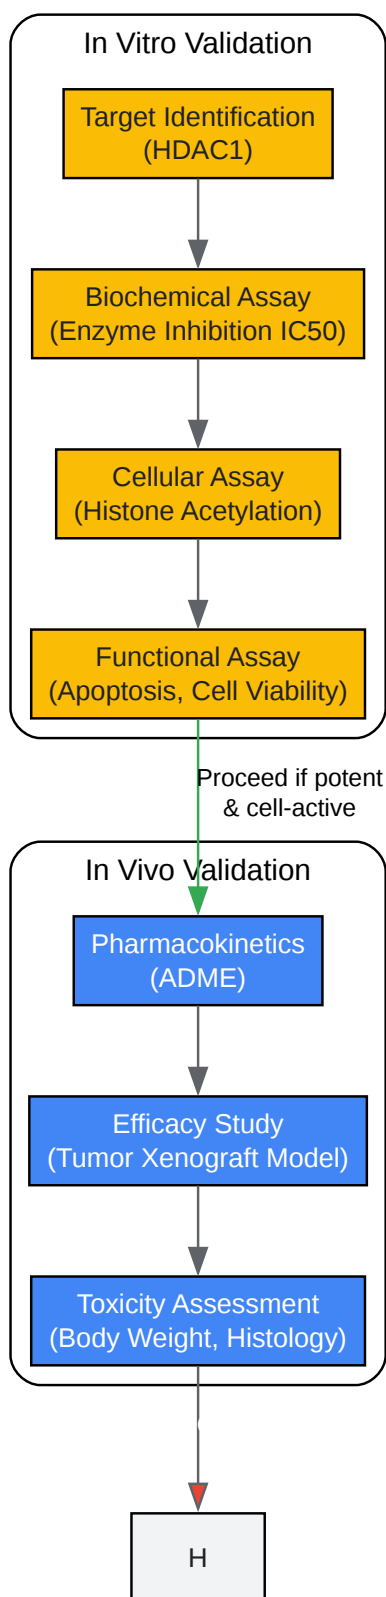 In Vitro Validation
Target Identification
(HDAC1)
Biochemical Assay
(Enzyme Inhibition IC50)
Cellular Assay
(Histone Acetylation)
Functional Assay
(Apoptosis, Cell Viability)
Proceed if potent
& cell-active
In Vivo Validation
Pharmacokinetics
(ADME)
Efficacy Study
(Tumor Xenograft Model)
Toxicity Assessment
(Body Weight, Histology)
H